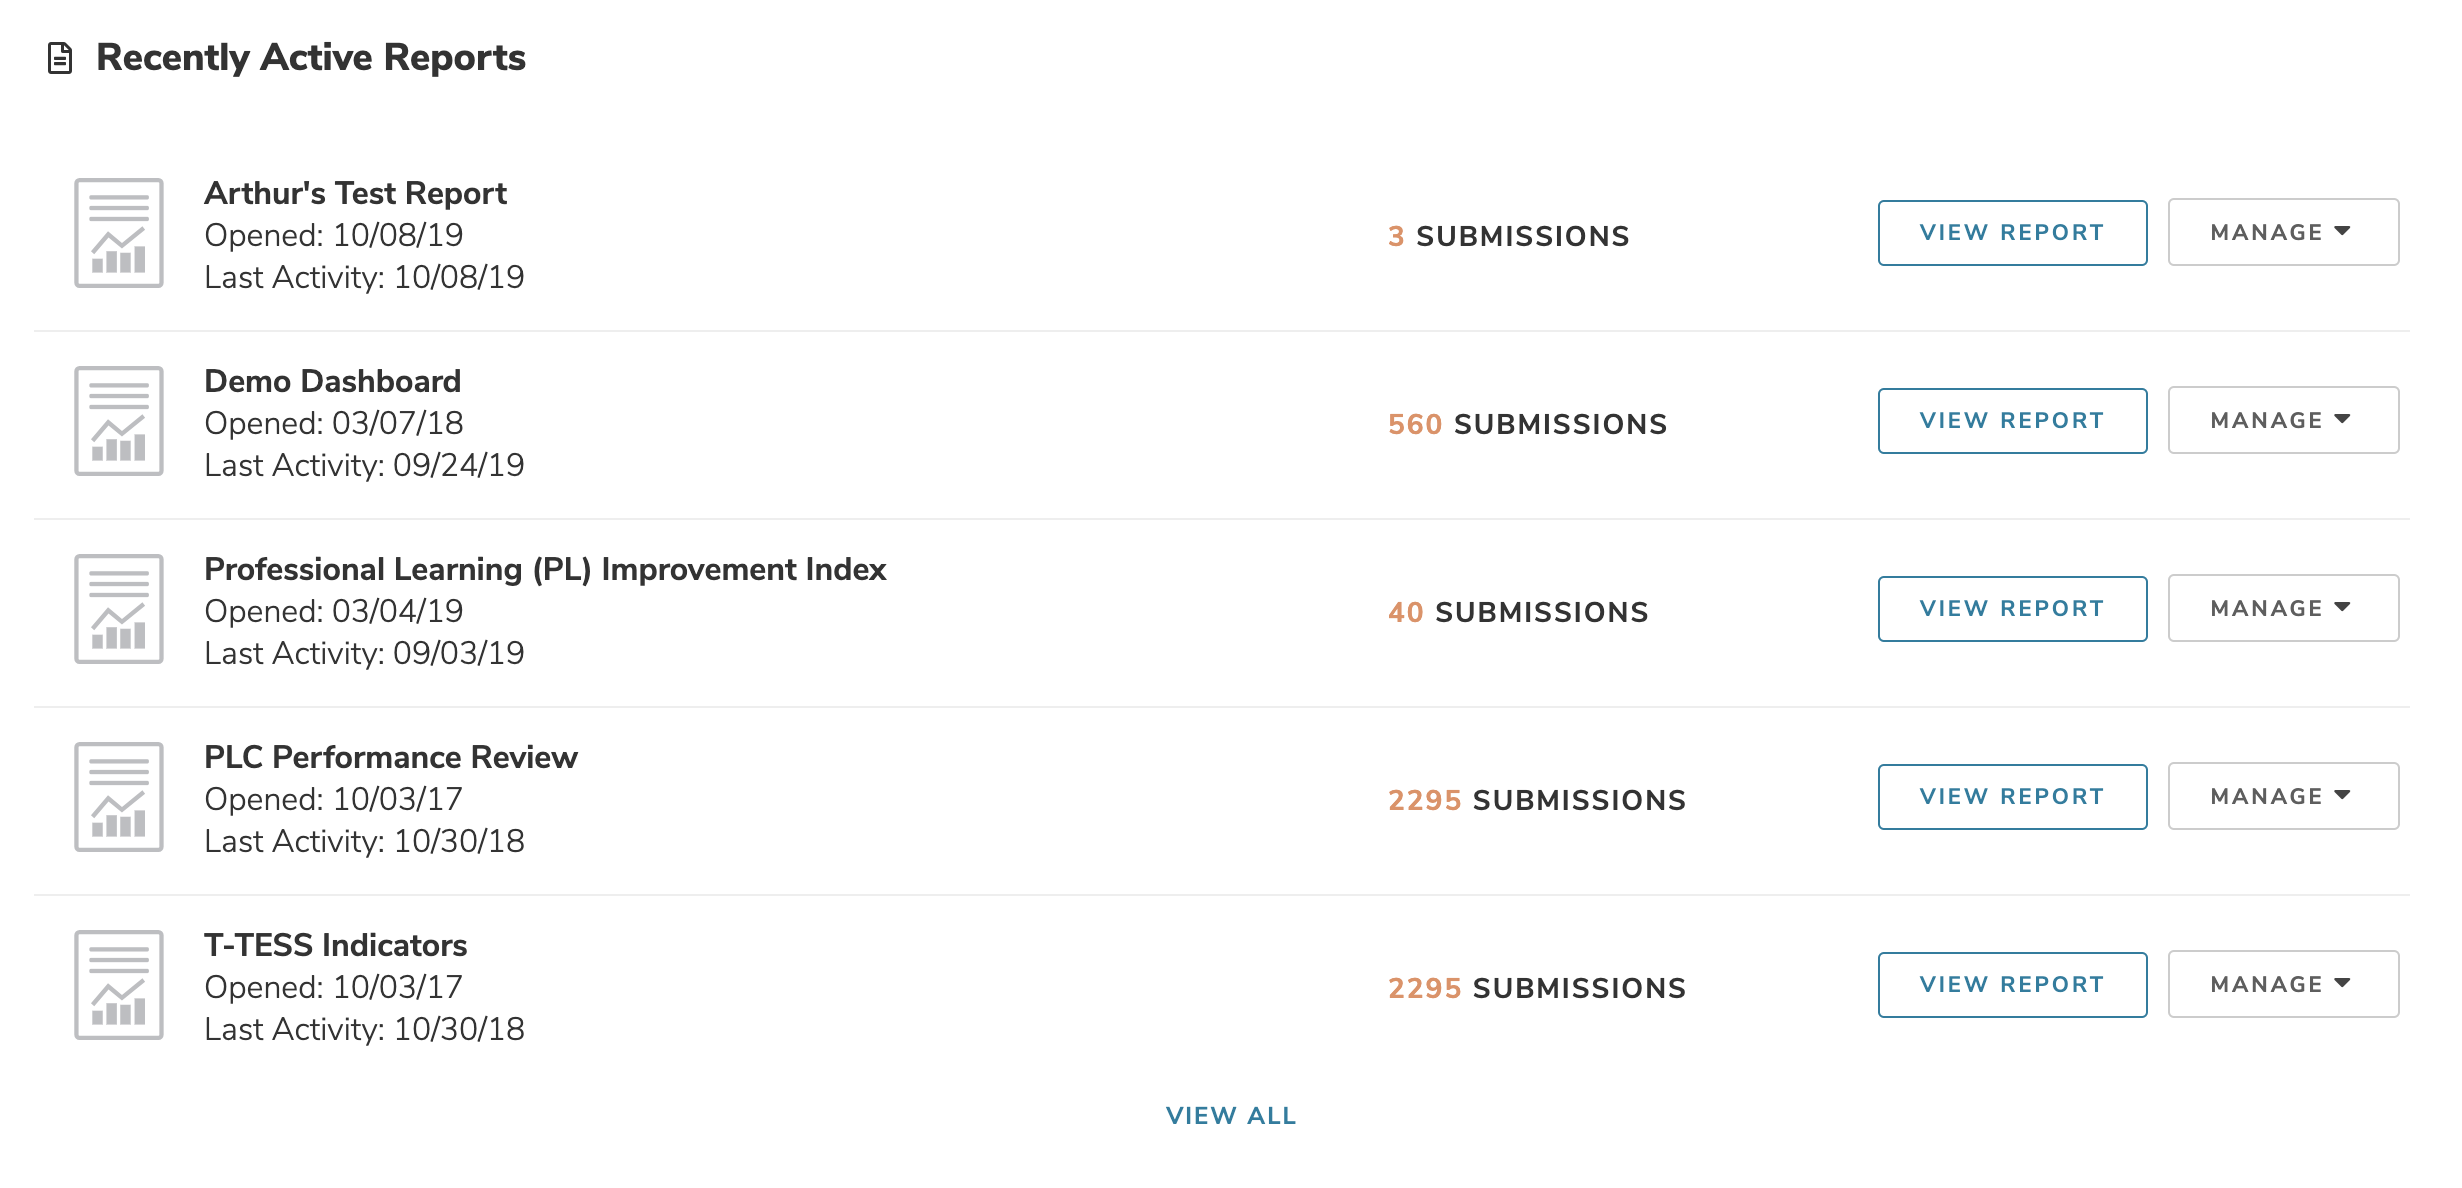 Recently Active Reports
Arthur's Test Report
Opened: 10/08/19
Last Activity: 10/08/19
3 SUBMISSIONS
VIEW REPORT
MANAGE
Demo Dashboard
Opened: 03/07/18
Last Activity: 09/24/19
560 SUBMISSIONS
VIEW REPORT
MANAGE
Professional Learning (PL) Improvement Index
Opened: 03/04/19
Last Activity: 09/03/19
40 SUBMISSIONS
VIEW REPORT
MANAGE
PLC Performance Review
Opened: 10/03/17
Last Activity: 10/30/18
2295 SUBMISSIONS
VIEW REPORT
MANAGE
T-TESS Indicators
Opened: 10/03/17
Last Activity: 10/30/18
2295 SUBMISSIONS
VIEW REPORT
MANAGE
VIEW ALL